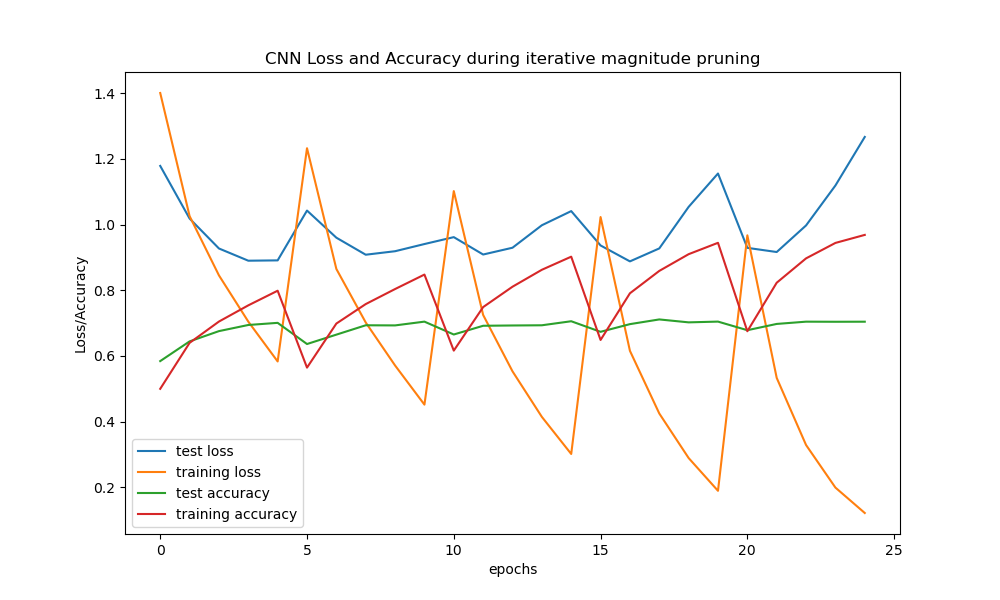 CNN Loss and Accuracy during iterative magnitude pruning
1.4
1.2
1.0
0.8
0.6
0.4
0.2
Loss/Accuracy
test loss
training loss
test accuracy
training accuracy
0 5 10 15 20 25
epochs